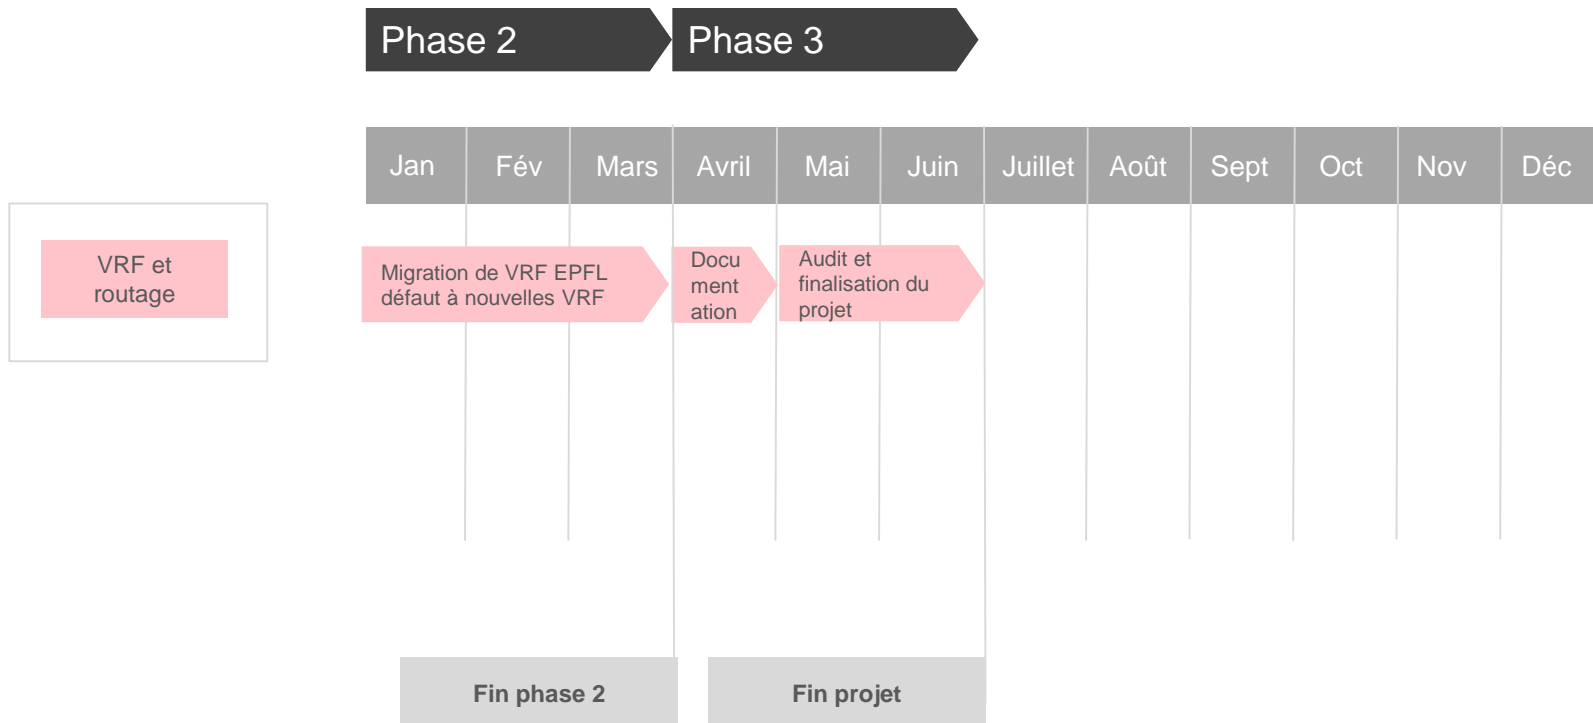 Phase 2
Phase 3
Jan
Fév
Mars
Avril
Mai
Juin
Juillet
Août
Sept
Oct
Nov
Déc
VRF et
routage
Migration de VRF EPFL
défaut à nouvelles VRF
Docu
ment
ation
Audit et
finalisation du
projet
Fin phase 2
Fin projet